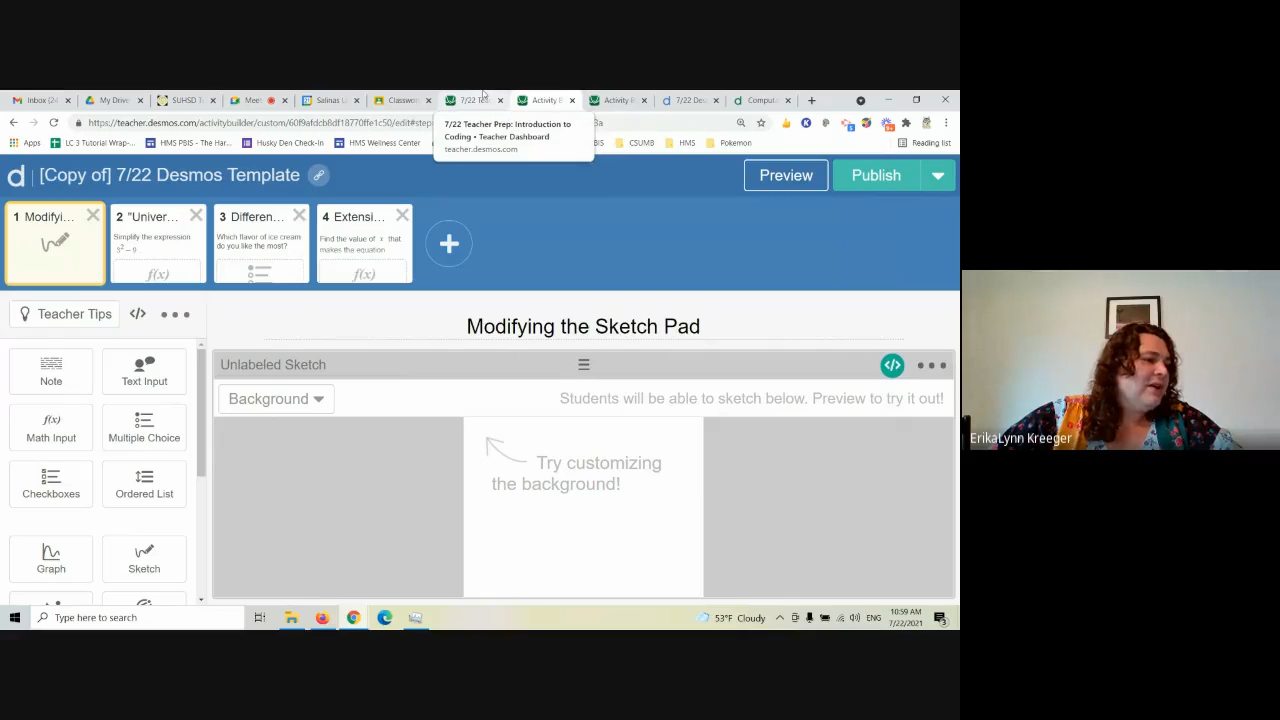 Inbox (24
My Drive
SUHSD T
Meet
Salinas U
Classwo
7/22 Tea
Activity B
Activity B
7/22 Des
Comput
https://teacher.desmos.com/activitybuilder/custom/60f9afdcb8df18770ffe1c50/edit#step
3a
7/22 Teacher Prep: Introduction to
Coding • Teacher Dashboard
teacher.desmos.com
Apps
LC 3 Tutorial Wrap-...
HMS PBIS - The Har...
Husky Den Check-In
HMS Wellness Center
CSUMB
HMS
Pokemon
Reading list
d
[Copy of] 7/22 Desmos Template
Preview
Publish
1 Modifyi...
2 "Univer...
Simplify the expression
f(x)
3 Differen...
Which flavor of ice cream
do you like the most?
4 Extensi...
Find the value of x that
makes the equation
f(x)
Teacher Tips
</>
Modifying the Sketch Pad
Note
Text Input
f(x)
Math Input
Multiple Choice
Checkboxes
Ordered List
Graph
Sketch
Unlabeled Sketch
</>
Background
Students will be able to sketch below. Preview to try it out!
Try customizing
the background!
ErikaLynn Kreeger
Type here to search
53°F Cloudy
ENG
10:59 AM
7/22/2021
3